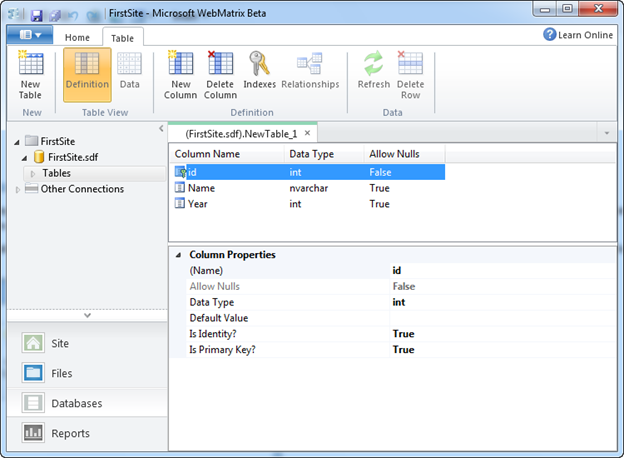 FirstSite - Microsoft WebMatrix Beta
Home Table Learn Online
New Table Definition Data New Column Delete Column Indexes Relationships Refresh Delete Row
New Table View Definition Data
(FirstSite.sdf).NewTable_1 ×
FirstSite
FirstSite.sdf
Tables
Other Connections
Column Name Data Type Allow Nulls
id int False
Name nvarchar True
Year int True
Column Properties
(Name) id
Allow Nulls False
Data Type int
Default Value
Is Identity? True
Is Primary Key? True
Site
Files
Databases
Reports